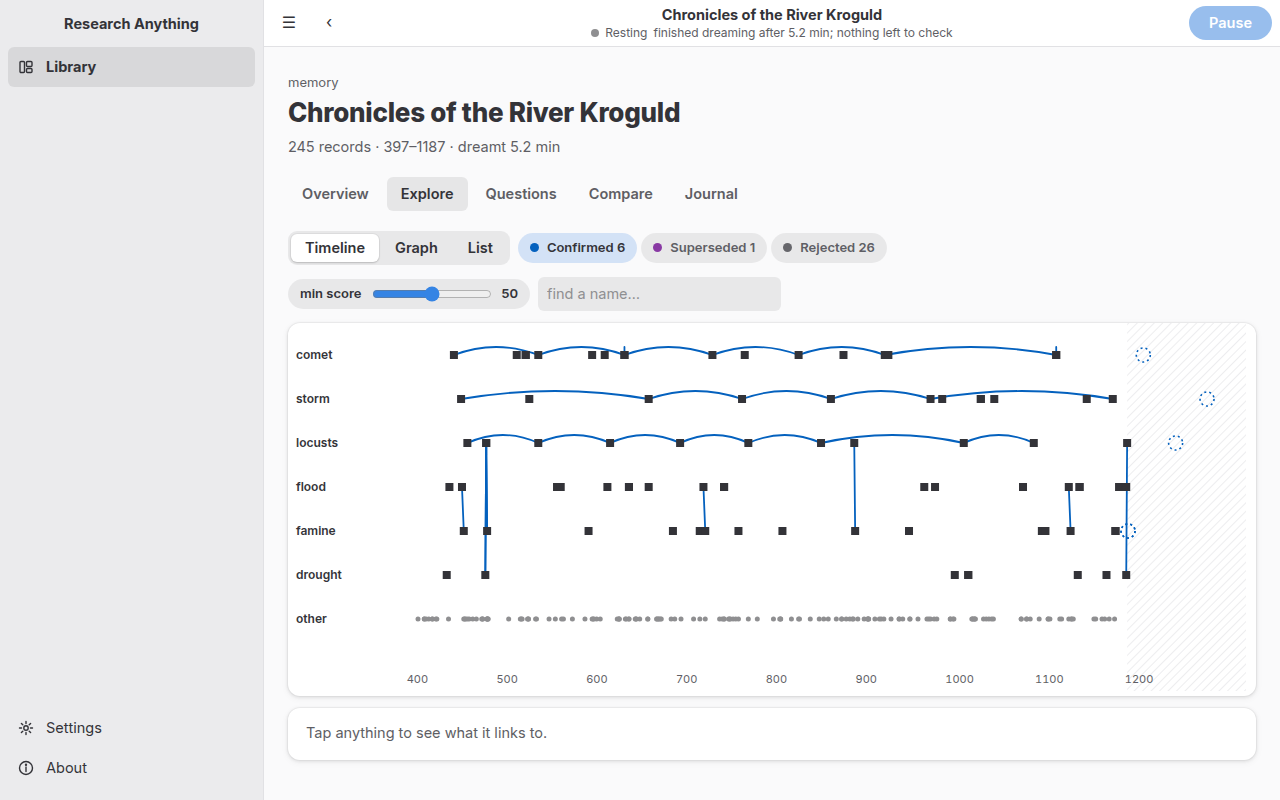 Research Anything
Library
Settings
About
Chronicles of the River Kroguld
Resting finished dreaming after 5.2 min; nothing left to check
Pause
memory
Chronicles of the River Kroguld
245 records · 397–1187 · dreamt 5.2 min
Overview Explore Questions Compare Journal
Timeline Graph List Confirmed 6 Superseded 1 Rejected 26
min score 50 find a name...
comet
storm
locusts
flood
famine
drought
other
400 500 600 700 800 900 1000 1100 1200
Tap anything to see what it links to.